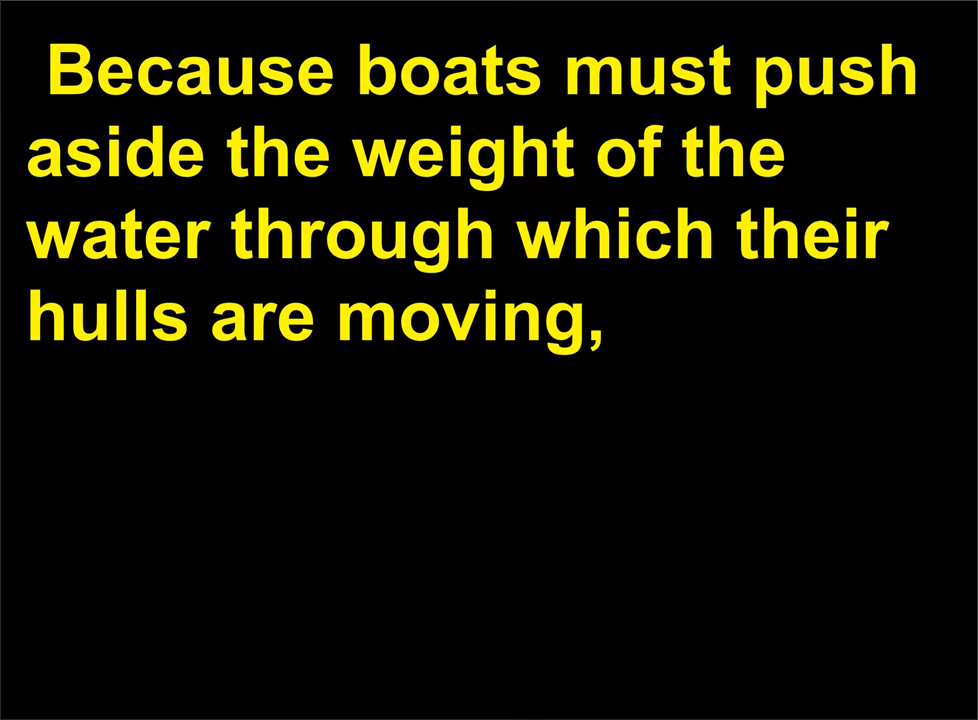 Because boats must push
aside the weight of the
water through which their
hulls are moving,